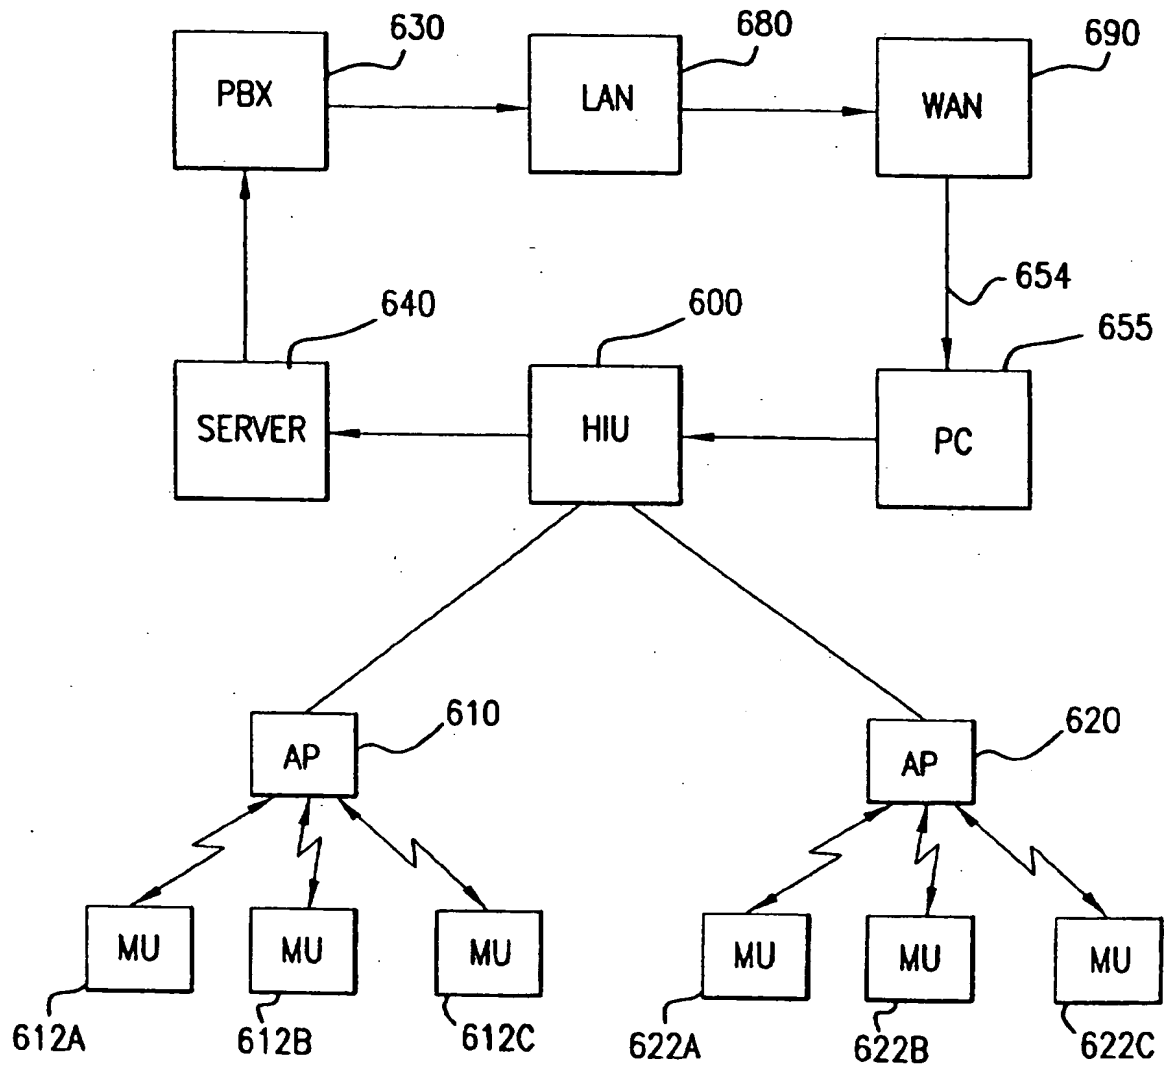 630
680
690
PBX
LAN
WAN
654
640
600
655
SERVER
HIU
PC
610
620
AP
AP
MU
MU
MU
MU
MU
MU
612A
612B
612C
622A
622B
622C